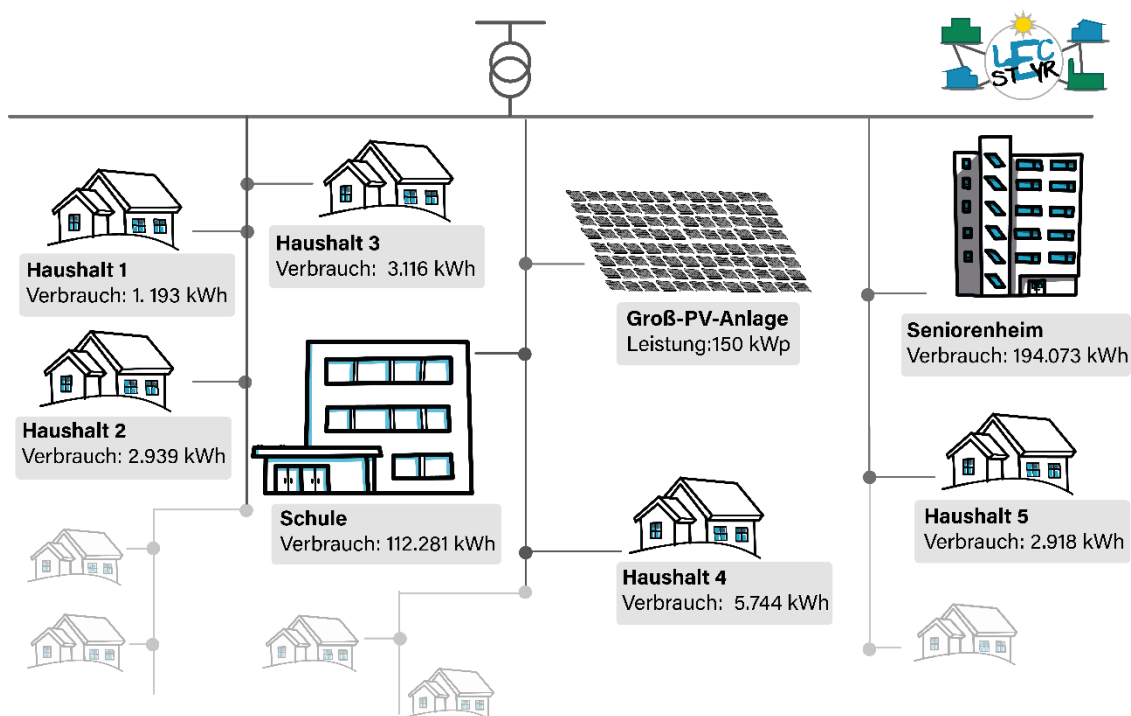 LEC
STYR
Haushalt 1
Verbrauch: 1. 193 kWh
Haushalt 2
Verbrauch: 2.939 kWh
Haushalt 3
Verbrauch: 3.116 kWh
Schule
Verbrauch: 112.281 kWh
Groß-PV-Anlage
Leistung:150 kWp
Haushalt 4
Verbrauch: 5.744 kWh
Seniorenheim
Verbrauch: 194.073 kWh
Haushalt 5
Verbrauch: 2.918 kWh